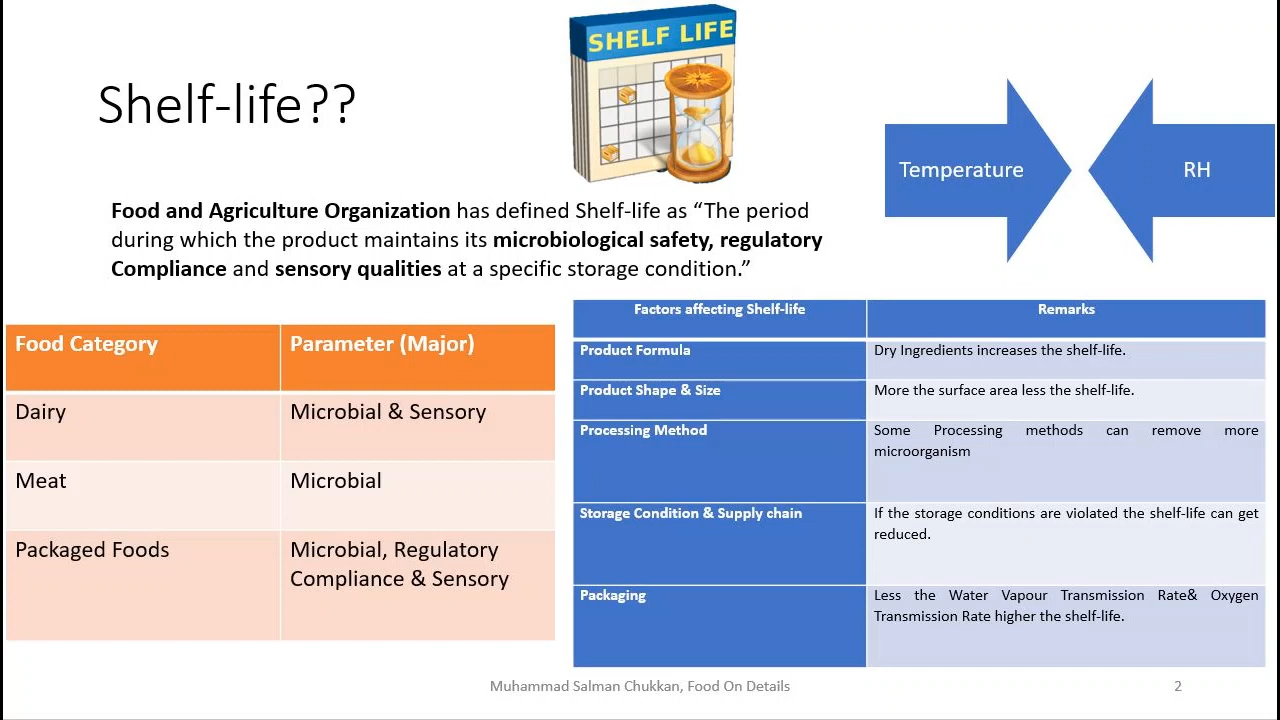 SHELF LIFE
Shelf-life??
Temperature
RH
Food and Agriculture Organization has defined Shelf-life as “The period
during which the product maintains its microbiological safety, regulatory
Compliance and sensory qualities at a specific storage condition.”
Food Category
Parameter (Major)
Dairy
Microbial & Sensory
Meat
Microbial
Packaged Foods
Microbial, Regulatory
Compliance & Sensory
Factors affecting Shelf-life
Remarks
Product Formula
Dry Ingredients increases the shelf-life.
Product Shape & Size
More the surface area less the shelf-life.
Processing Method
Some Processing methods can remove more
microorganism
Storage Condition & Supply chain
If the storage conditions are violated the shelf-life can get
reduced.
Packaging
Less the Water Vapour Transmission Rate& Oxygen
Transmission Rate higher the shelf-life.
Muhammad Salman Chukkan, Food On Details
2